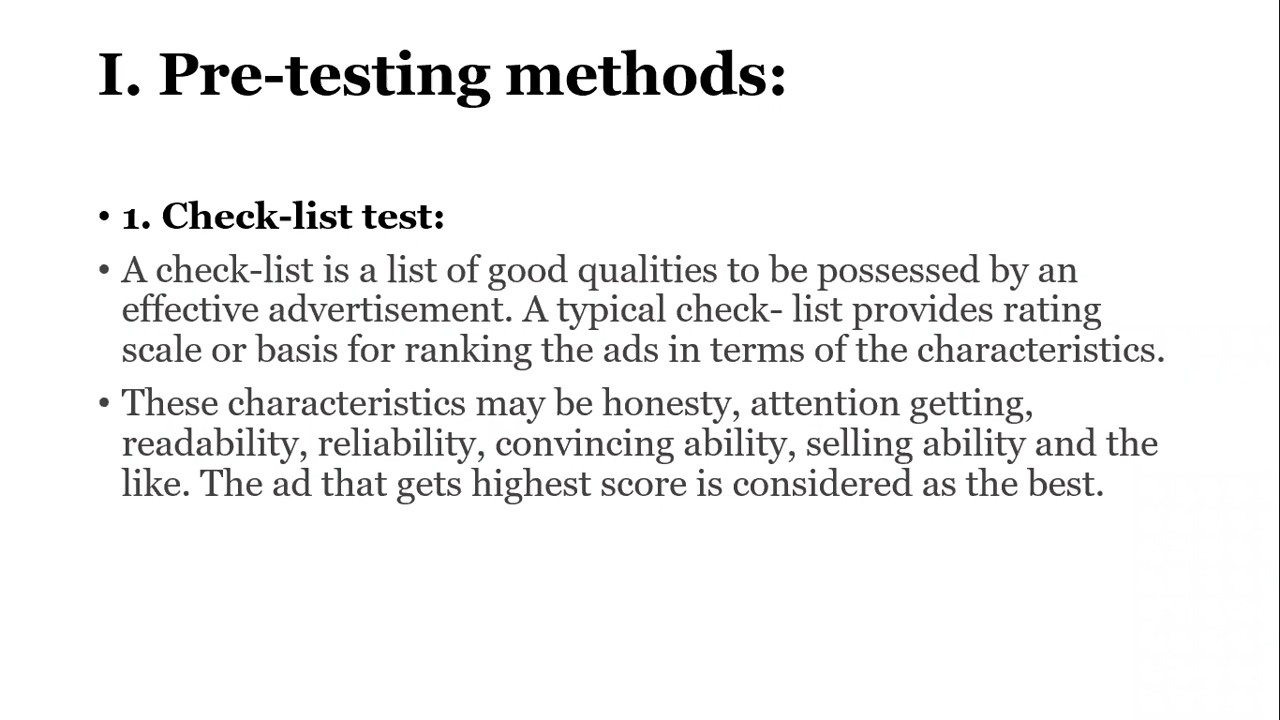 I. Pre-testing methods:
• 1. Check-list test:
• A check-list is a list of good qualities to be possessed by an
effective advertisement. A typical check- list provides rating
scale or basis for ranking the ads in terms of the characteristics.
• These characteristics may be honesty, attention getting,
readability, reliability, convincing ability, selling ability and the
like. The ad that gets highest score is considered as the best.